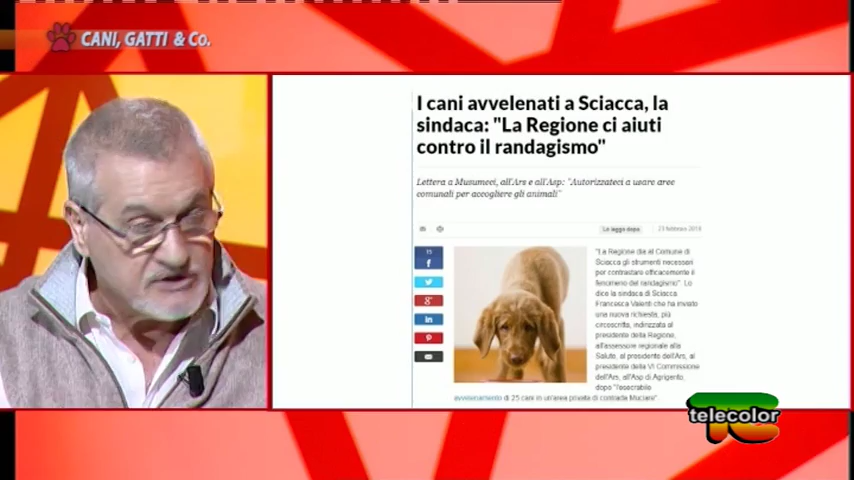 CANI, GATTI & CO.
I cani avvelenati a Sciacca, la
sindaca: "La Regione ci aiuti
contro il randagismo"
Lettera a Musumeci, all'Ars e all'Asp: "Autorizzateci a usare aree
comunali per accogliere gli animali"
Lo leggo dopo
23 febbraio 2018
"La Regione dia al Comune di
Sciacca gli strumenti necessari
per contrastare efficacemente il
fenomeno del randagismo". Lo
dice la sindaca di Sciacca
Francesca Valenti che ha inviato
una nuova richiesta, più
circoscritta, indirizzata al
presidente della Regione,
all'assessore regionale alla
Salute, al presidente dell'Ars, al
presidente della VI Commissione
dell'Ars, all'Asp di Agrigento,
dopo "l'esecrabile
avvelenamento di 25 cani in un'area privata di contrada Muciare".
telecolor